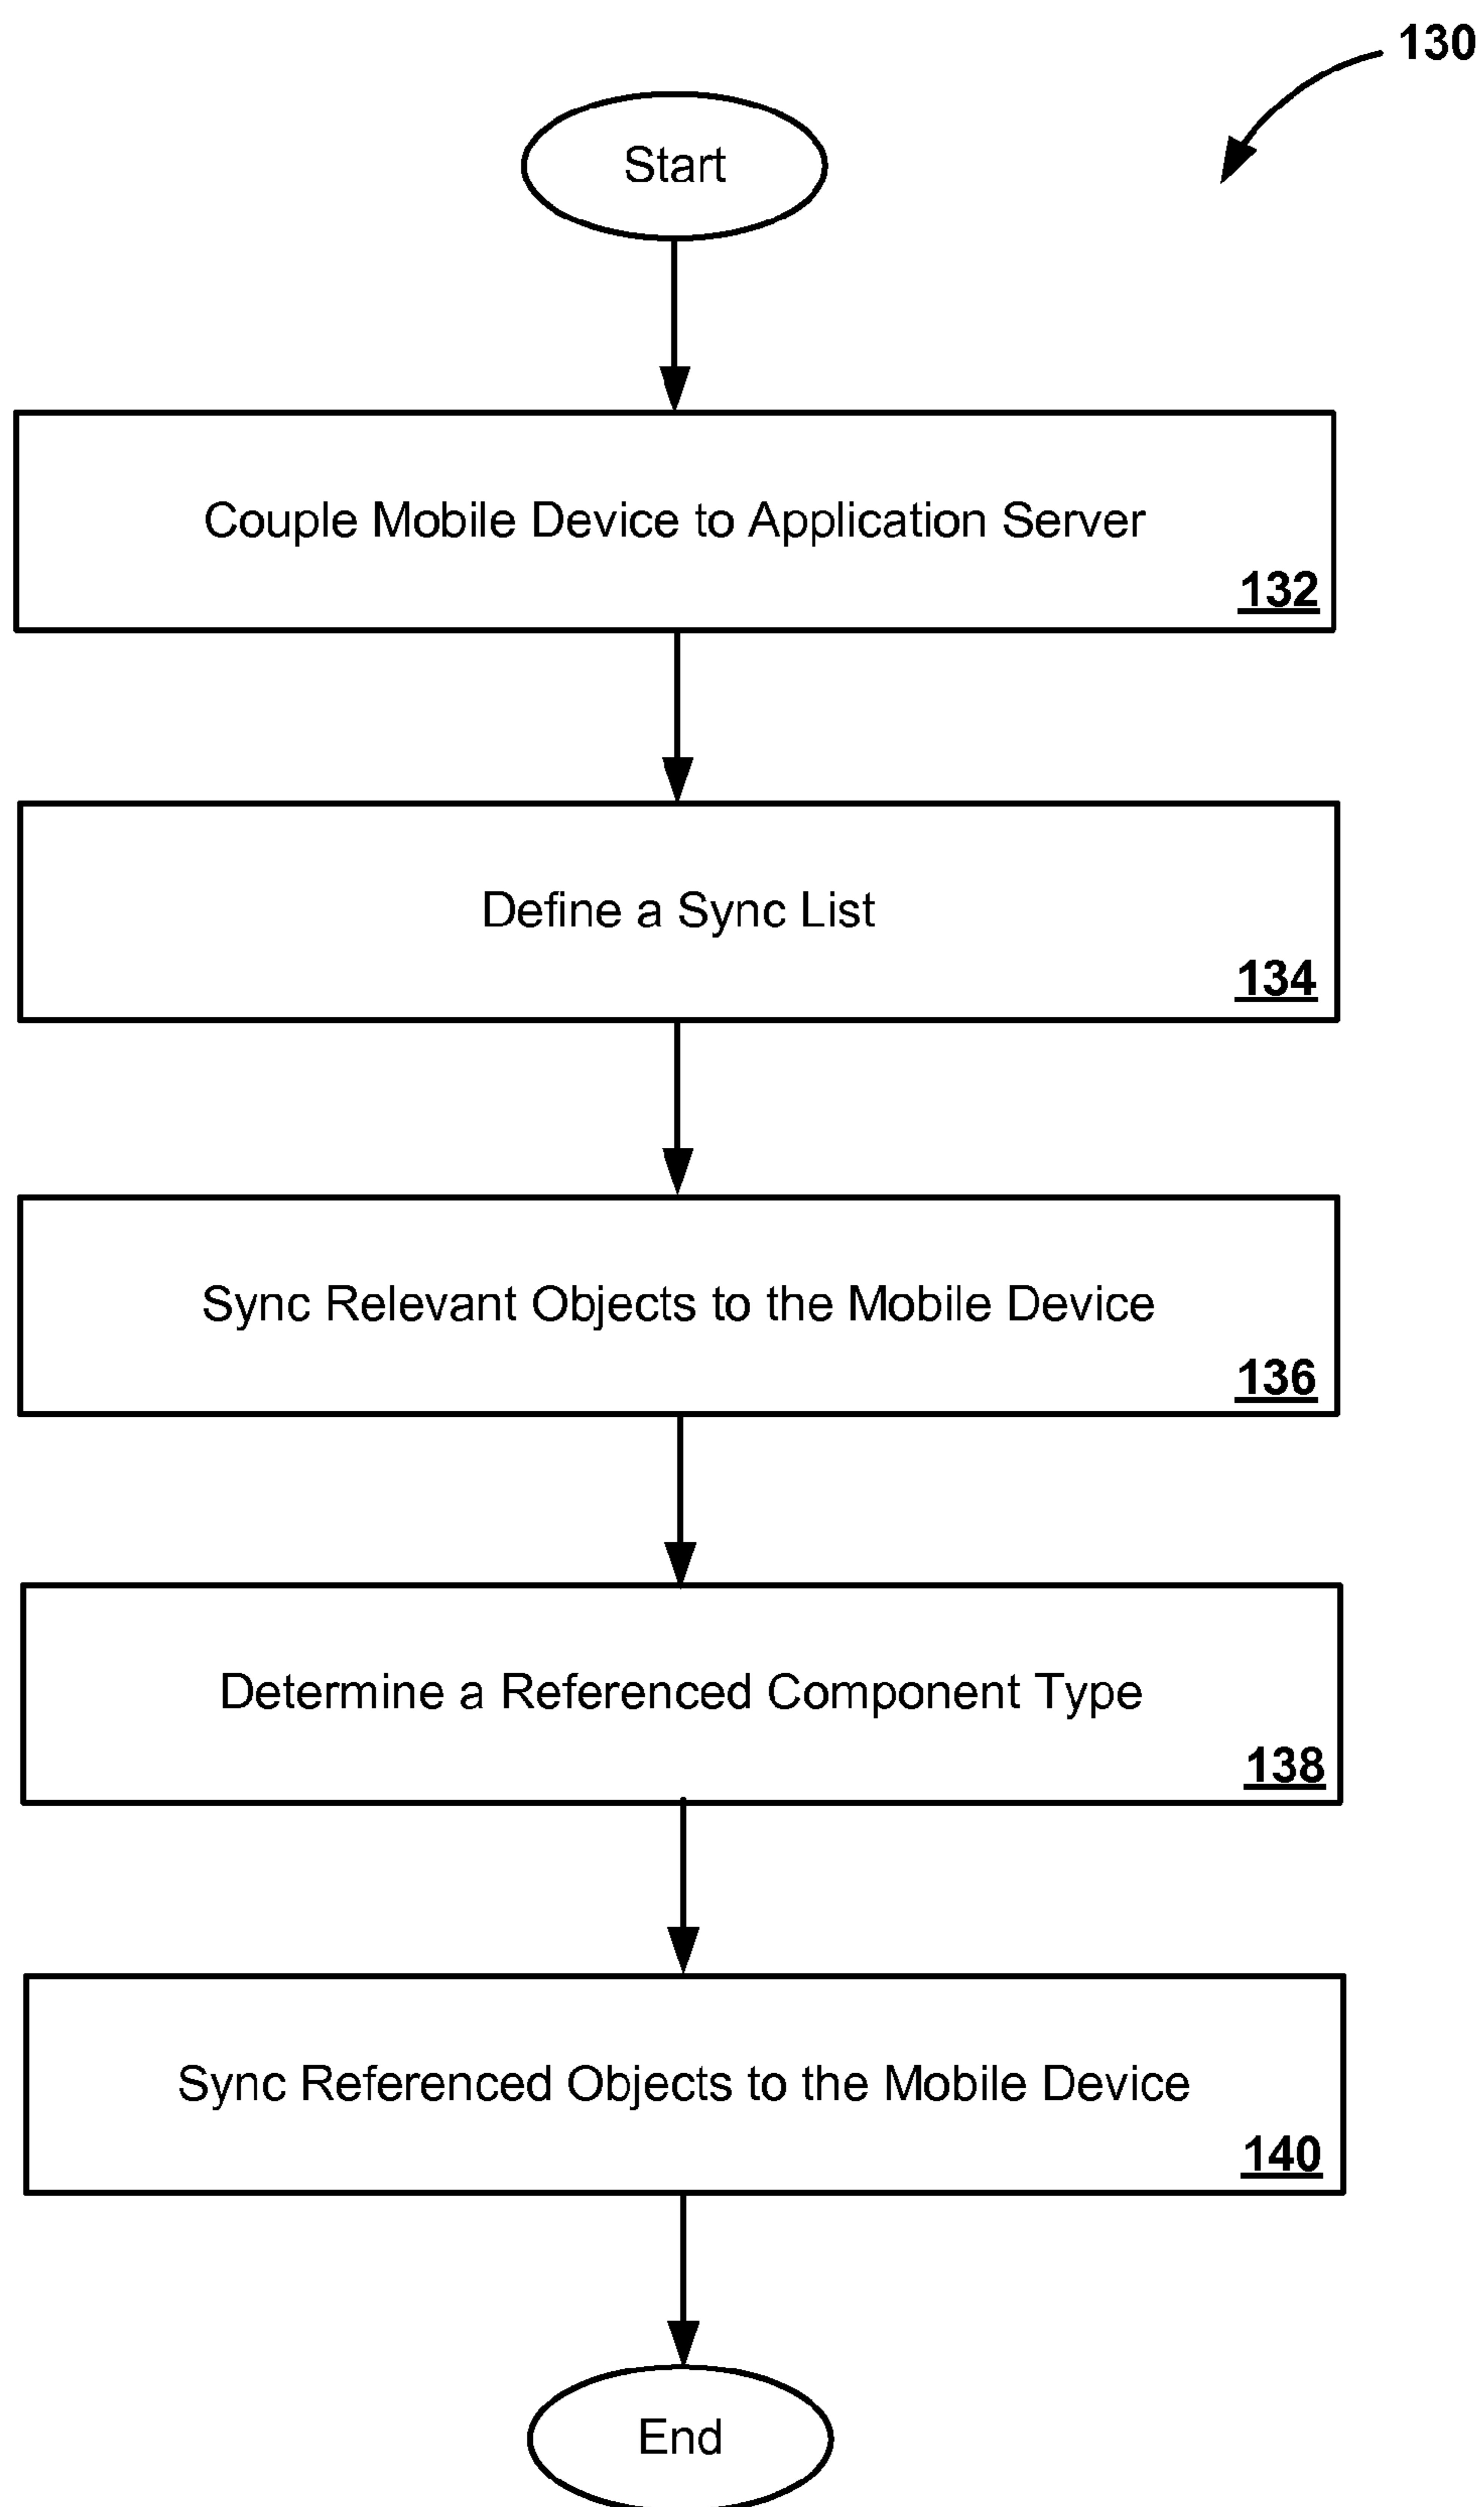 130
Start
Couple Mobile Device to Application Server
132
Define a Sync List
134
Sync Relevant Objects to the Mobile Device
136
Determine a Referenced Component Type
138
Sync Referenced Objects to the Mobile Device
140
End